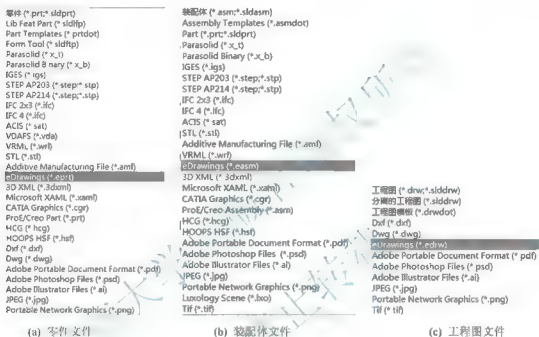 零件 (*.prt;*.sldprt)
Lib Feat Part (*.sldlfp)
Part Templates (*.prtdot)
Form Tool (*.sldftp)
Parasolid (*.x_t)
Parasolid Binary (*.x_b)
IGES (*.igs)
STEP AP203 (*.step;*.stp)
STEP AP214 (*.step;*.stp)
IFC 2x3 (*.ifc)
IFC 4 (*.ifc)
ACIS (*.sat)
VDAFS (*.vda)
VRML (*.wrl)
STL (*.stl)
Additive Manufacturing File (*.amf)
eDrawings (*.eprt)
3D XML (*.3dxml)
Microsoft XAML (*.xaml)
CATIA Graphics (*.cgr)
ProE/Creo Part (*.prt)
HCG (*.hcg)
HOOPS HSF (*.hsf)
Dxf (*.dxf)
Dwg (*.dwg)
Adobe Portable Document Format (*.pdf)
Adobe Photoshop Files (*.psd)
Adobe Illustrator Files (*.ai)
JPEG (*.jpg)
Portable Network Graphics (*.png)
(a) 零件文件
装配体 (*.asm;*.sldasm)
Assembly Templates (*.asmdot)
Part (*.prt;*.sldprt)
Parasolid (*.x_t)
Parasolid Binary (*.x_b)
IGES (*.igs)
STEP AP203 (*.step;*.stp)
STEP AP214 (*.step;*.stp)
IFC 2x3 (*.ifc)
IFC 4 (*.ifc)
ACIS (*.sat)
STL (*.stl)
Additive Manufacturing File (*.amf)
VRML (*.wrl)
eDrawings (*.easm)
3D XML (*.3dxml)
Microsoft XAML (*.xaml)
CATIA Graphics (*.cgr)
ProE/Creo Assembly (*.asm)
HCG (*.hcg)
HOOPS HSF (*.hsf)
Adobe Portable Document Format (*.pdf)
Adobe Photoshop Files (*.psd)
Adobe Illustrator Files (*.ai)
JPEG (*.jpg)
Portable Network Graphics (*.png)
Luxology Scene (*.lxo)
Tif (*.tif)
(b) 装配体文件
工程图 (*.drw;*.slddrw)
分离的工程图 (*.slddrw)
工程图模板 (*.drwdot)
Dxf (*.dxf)
Dwg (*.dwg)
eDrawings (*.edrw)
Adobe Portable Document Format (*.pdf)
Adobe Photoshop Files (*.psd)
Adobe Illustrator Files (*.ai)
JPEG (*.jpg)
Portable Network Graphics (*.png)
Tif (*.tif)
(c) 工程图文件